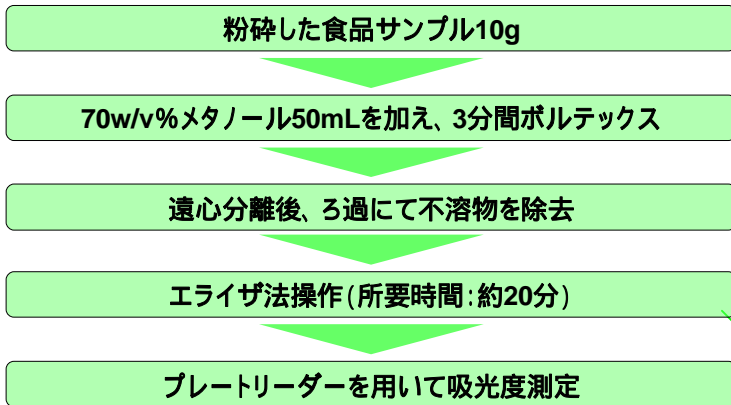 粉砕した食品サンプル10g
70w/v%メタノール50mLを加え、3分間ボルテックス
遠心分離後、ろ過にて不溶物を除去
エライザ法操作(所要時間:約20分)
プレートリーダーを用いて吸光度測定